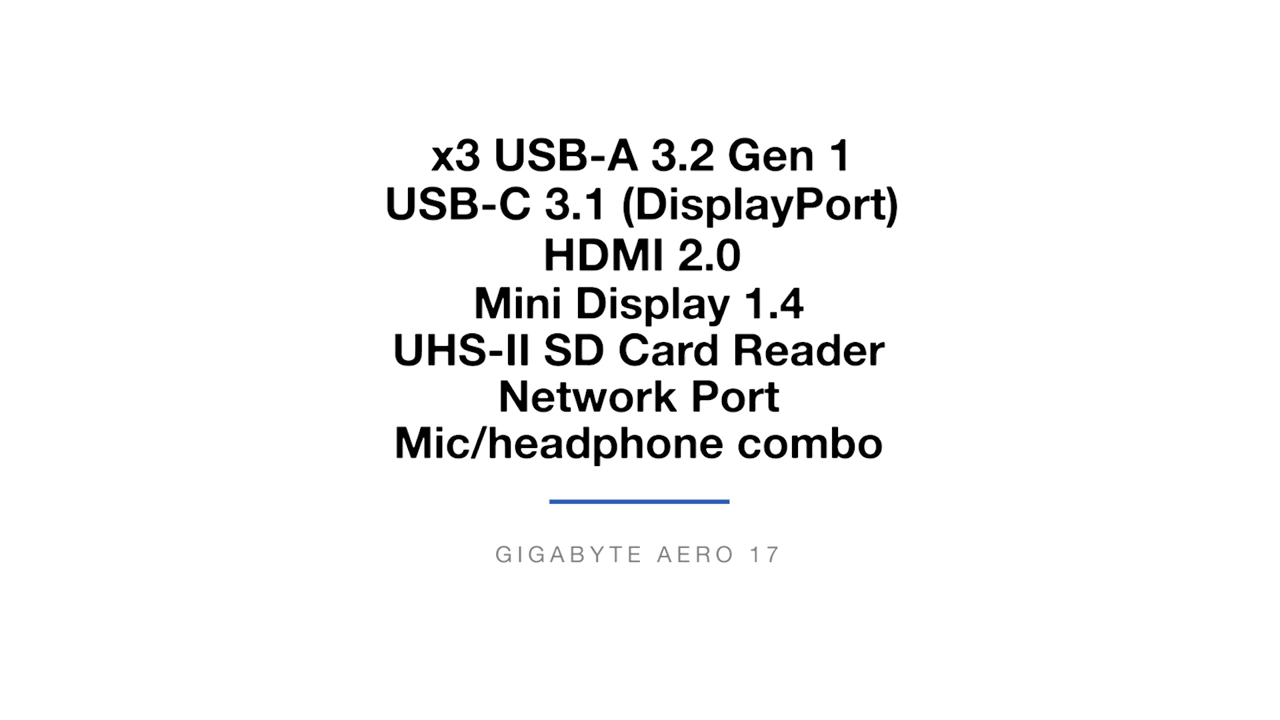 x3 USB-A 3.2 Gen 1
USB-C 3.1 (DisplayPort)
HDMI 2.0
Mini Display 1.4
UHS-II SD Card Reader
Network Port
Mic/headphone combo
GIGABYTE AERO 17